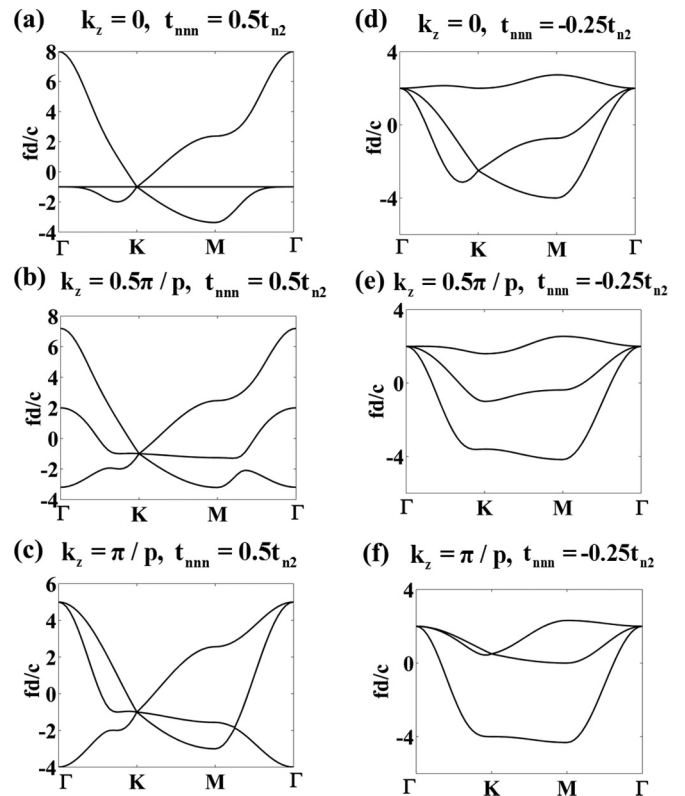 (a) k_z = 0, t_nnn = 0.5t_n2
8
6
4
2
0
-2
-4
fd/c
Γ K M Γ
(b) k_z = 0.5π / p, t_nnn = 0.5t_n2
8
6
4
2
0
-2
-4
fd/c
Γ K M Γ
(c) k_z = π / p, t_nnn = 0.5t_n2
6
4
2
0
-2
-4
fd/c
Γ K M Γ
(d) k_z = 0, t_nnn = -0.25t_n2
4
0
-4
fd/c
Γ K M Γ
(e) k_z = 0.5π / p, t_nnn = -0.25t_n2
4
0
-4
fd/c
Γ K M Γ
(f) k_z = π / p, t_nnn = -0.25t_n2
4
0
-4
fd/c
Γ K M Γ